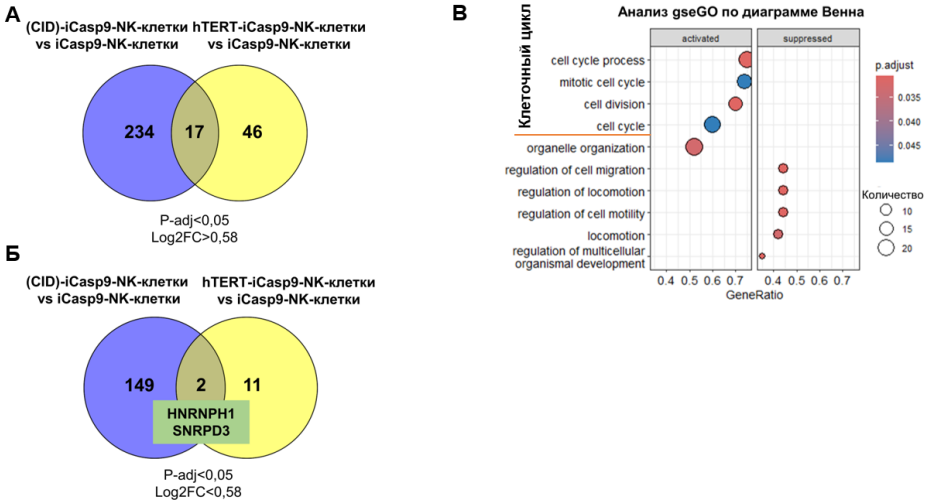 А
(CID)-iCasp9-NK-клетки
vs iCasp9-NK-клетки
hTERT-iCasp9-NK-клетки
vs iCasp9-NK-клетки
234
17
46
P-adj<0,05
Log2FC>0,58
Б
(CID)-iCasp9-NK-клетки
vs iCasp9-NK-клетки
hTERT-iCasp9-NK-клетки
vs iCasp9-NK-клетки
149
2
11
HNRNPH1
SNRPD3
P-adj<0,05
Log2FC<0,58
В
Анализ gseGO по диаграмме Венна
Клеточный цикл
activated
suppressed
cell cycle process
mitotic cell cycle
cell division
cell cycle
organelle organization
regulation of cell migration
regulation of locomotion
regulation of cell motility
locomotion
regulation of multicellular
organismal development
0.4 0.5 0.6 0.7
0.4 0.5 0.6 0.7
GeneRatio
p.adjust
0.035
0.045
Количество
10
15
20